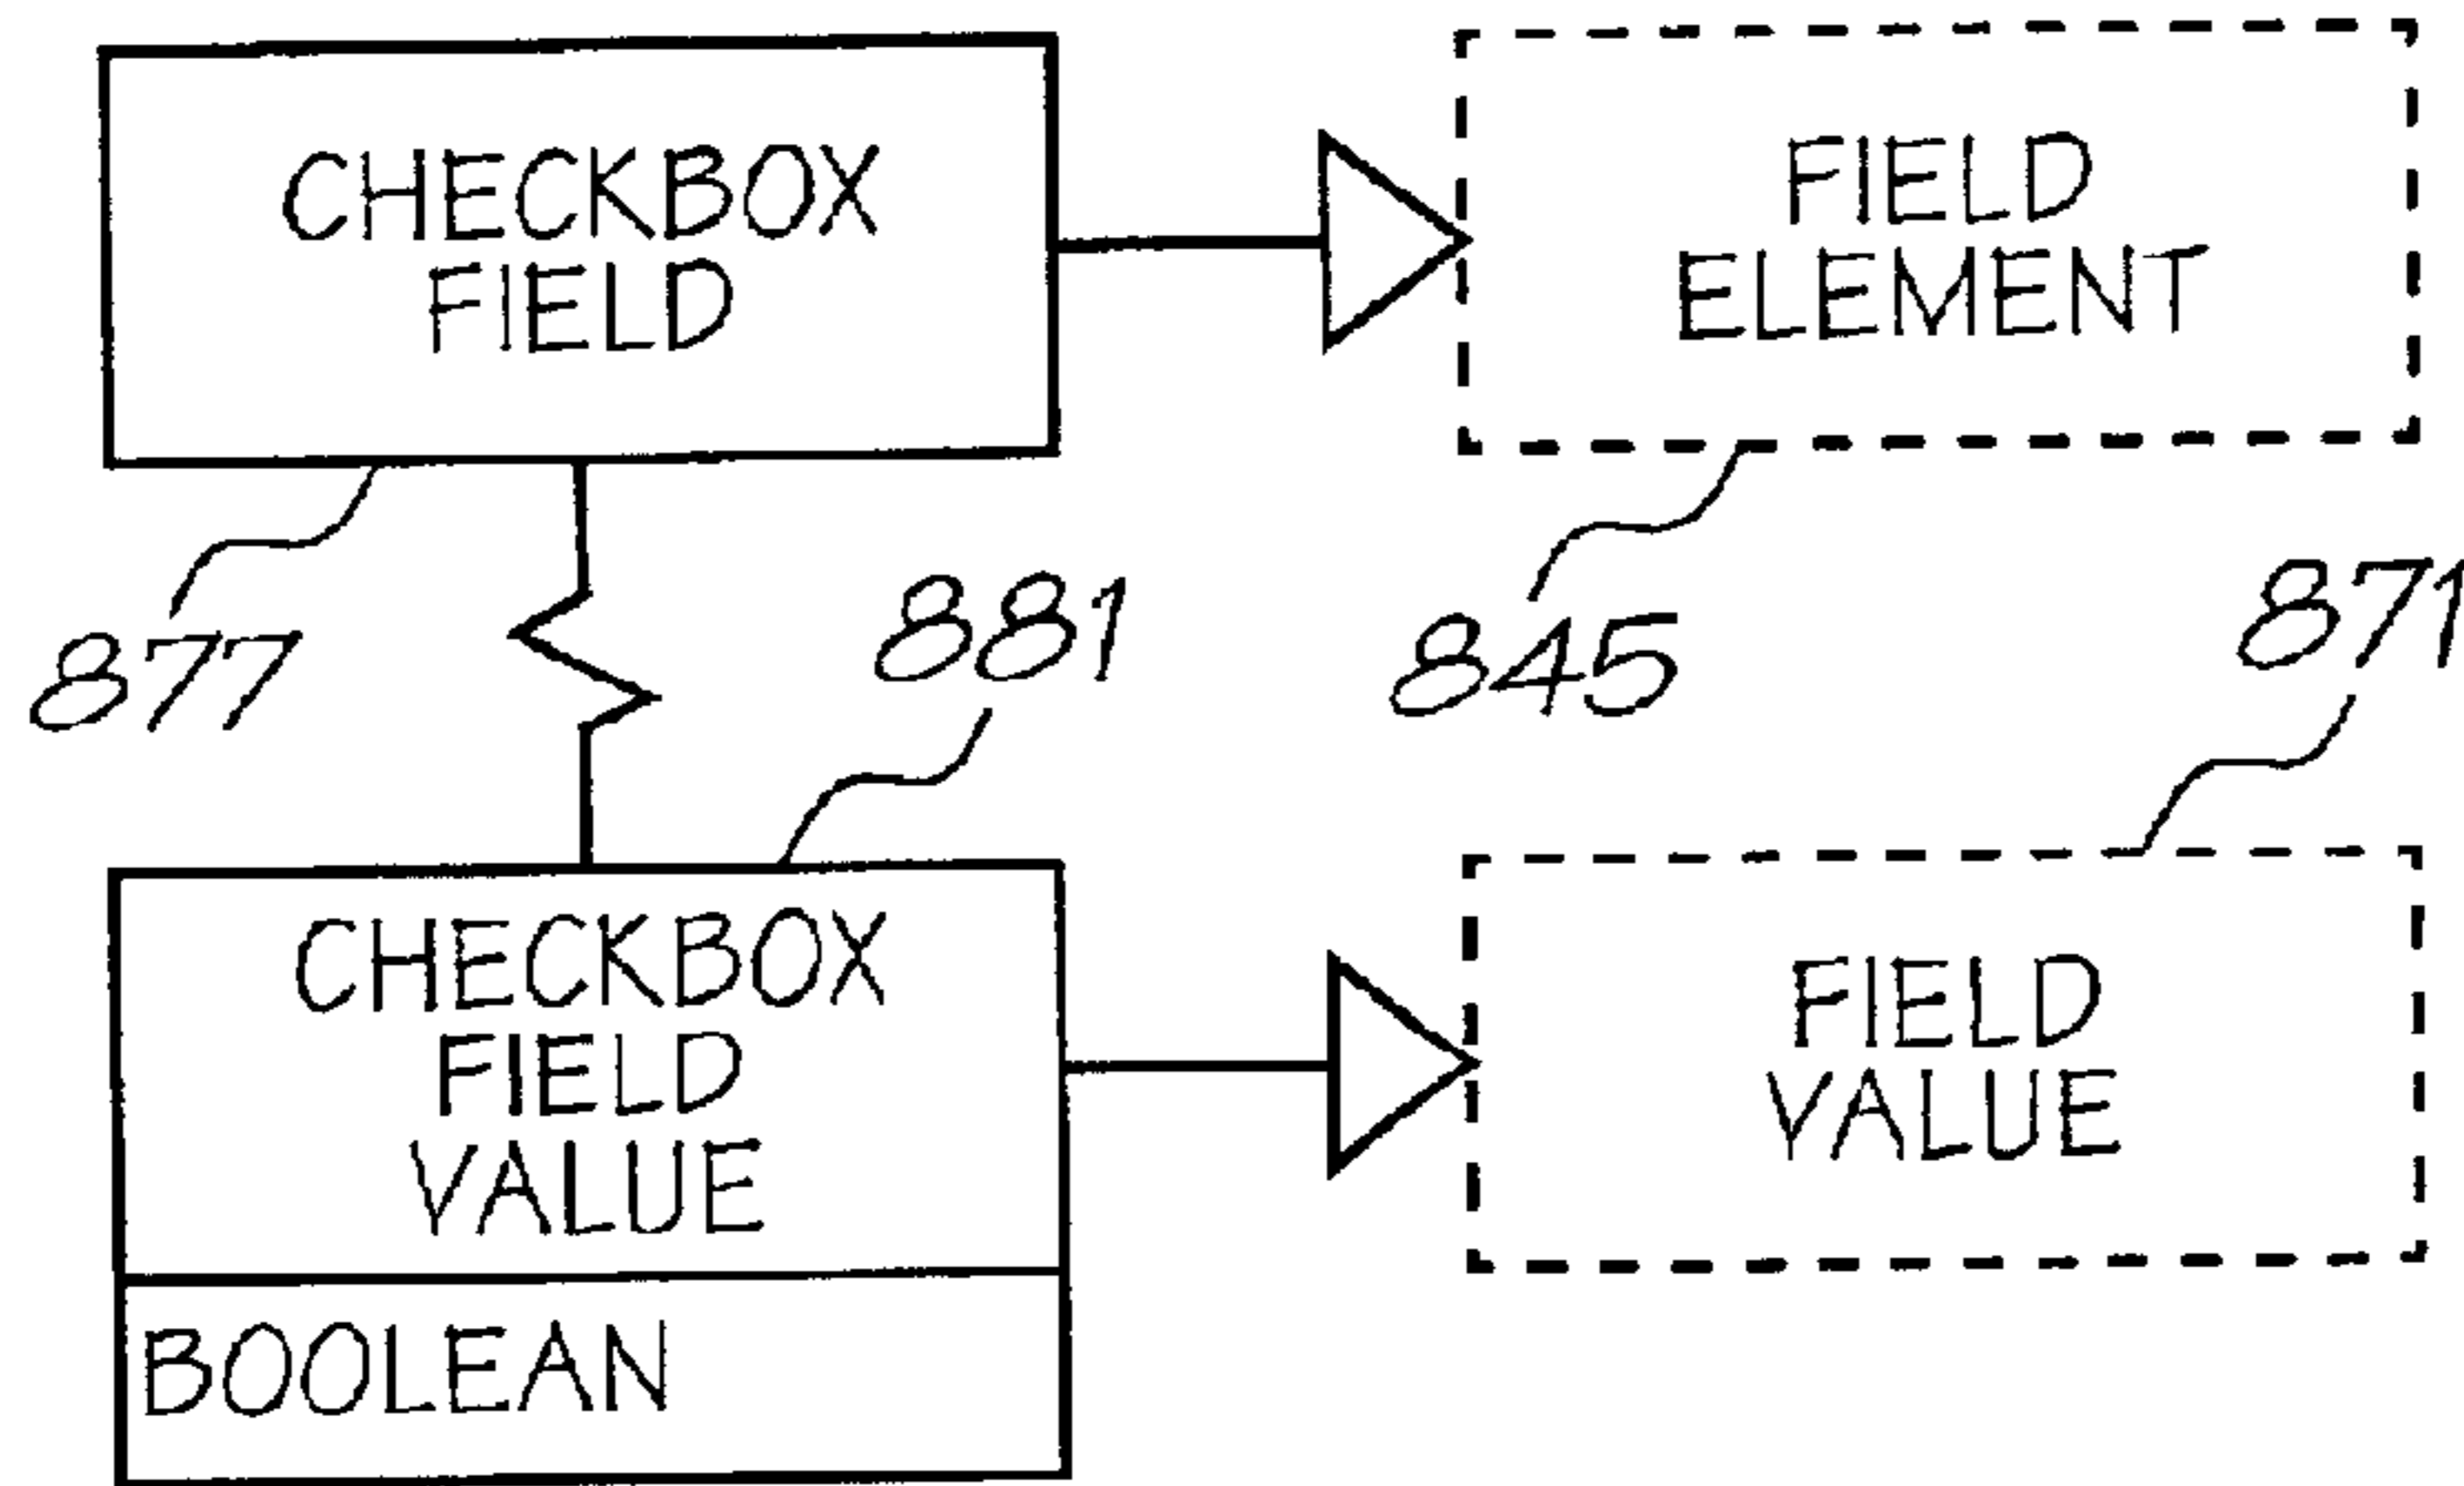 CHECKBOX
FIELD
FIELD
ELEMENT
877
881
845
871
CHECKBOX
FIELD
VALUE
BOOLEAN
FIELD
VALUE